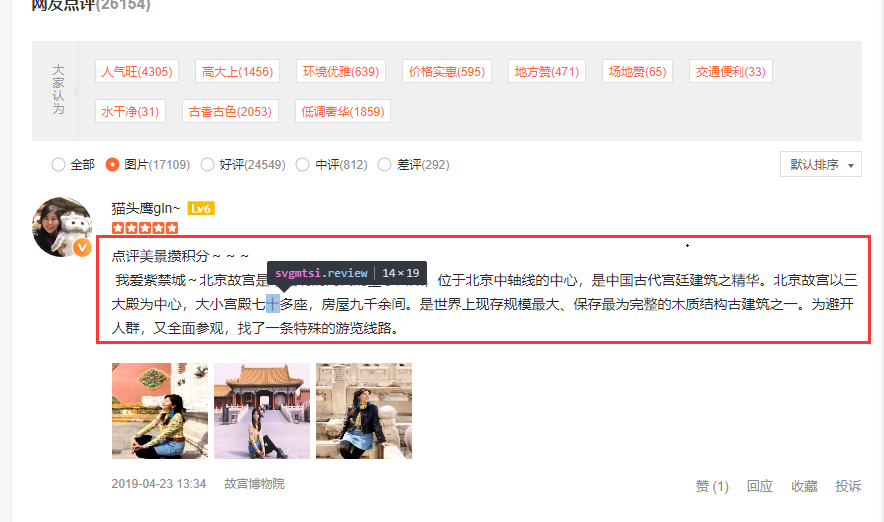 网友点评(26154)
大家认为
人气旺(4305) 高大上(1456) 环境优雅(639) 价格实惠(595) 地方赞(471) 场地赞(65) 交通便利(33)
水干净(31) 古香古色(2053) 低调奢华(1859)
全部 图片(17109) 好评(24549) 中评(812) 差评(292) 默认排序
猫头鹰gln~ Lv6
V
点评美景攒积分～～～
svgmtsi.review 14×19
我爱紫禁城～北京故宫是 位于北京中轴线的中心，是中国古代宫廷建筑之精华。北京故宫以三
大殿为中心，大小宫殿七十多座，房屋九千余间。是世界上现存规模最大、保存最为完整的木质结构古建筑之一。为避开
人群，又全面参观，找了一条特殊的游览线路。
2019-04-23 13:34 故宫博物院 赞 (1) 回应 收藏 投诉